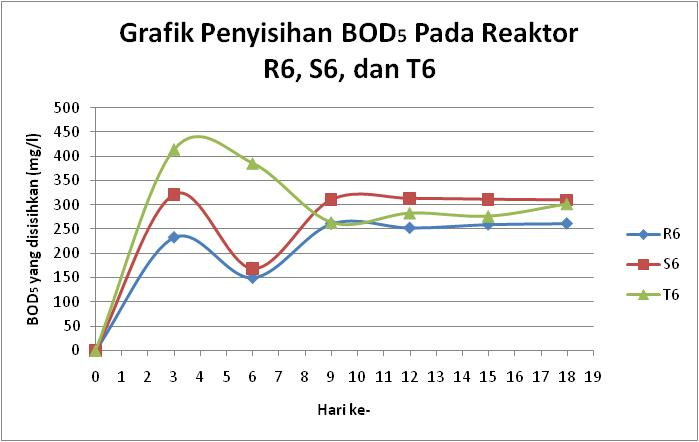 Grafik Penyisihan BOD5 Pada Reaktor
R6, S6, dan T6
BOD5 yang disisihkan (mg/l)
500
450
400
350
300
250
200
150
100
50
0
0 1 2 3 4 5 6 7 8 9 10 11 12 13 14 15 16 17 18 19
Hari ke-
R6
S6
T6